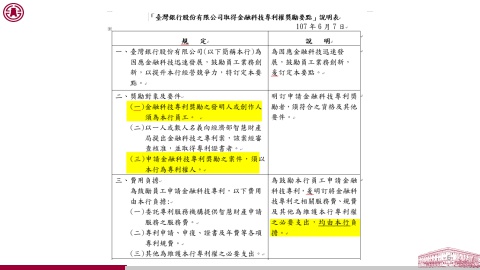 「臺灣銀行股份有限公司取得金融科技專利權獎勵要點」說明表
107 年 6 月 7 日
規 定
說 明
一、臺灣銀行股份有限公司(以下簡稱本行)為
因應金融科技迅速發展，鼓勵員工業務創
新，以提升本行經營競爭力，特訂定本要
點。
為因應金融科技迅速發
展，鼓勵員工業務創新，
爰訂定本要點。
二、獎勵對象及要件
(一)金融科技專利獎勵之發明人或創作人
須為本行員工。
(二)以一人或數人名義向經濟部智慧財產
局提出金融科技之專利案，該案經審
查核准，並取得專利證書者。
(三)申請金融科技專利獎勵之案件，須以
本行為專利權人。
明訂申請金融科技專利獎
勵者，須符合之資格及其他
要件。
三、費用負擔
為鼓勵員工申請金融科技專利，以下費用
由本行負擔：
(一)委託專利服務機構提供智慧財產申請
服務之服務費。
(二)專利申請、申復、證書及年費等各項
專利規費。
(三)其他為維護本行專利權之必要支出。
為鼓勵本行員工申請金融
科技專利，爰明訂將金融科
技專利之相關服務費、規費
及其他為維護本行專利權
之必要支出，均由本行負
擔。